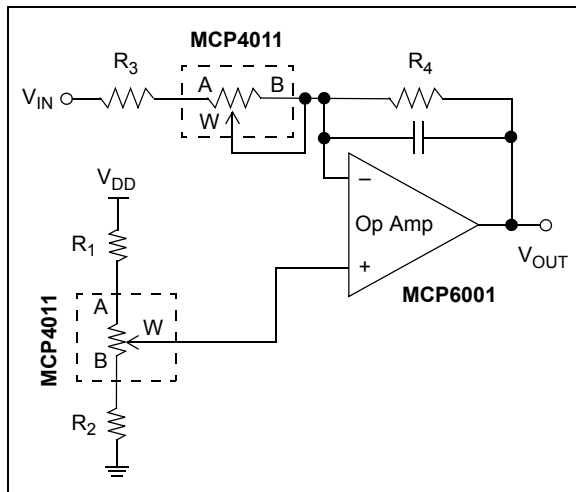 MCP4011
R3
A
B
R4
VIN
W
VDD
–
Op Amp
R1
VOUT
+
MCP6001
A
W
MCP4011
B
R2